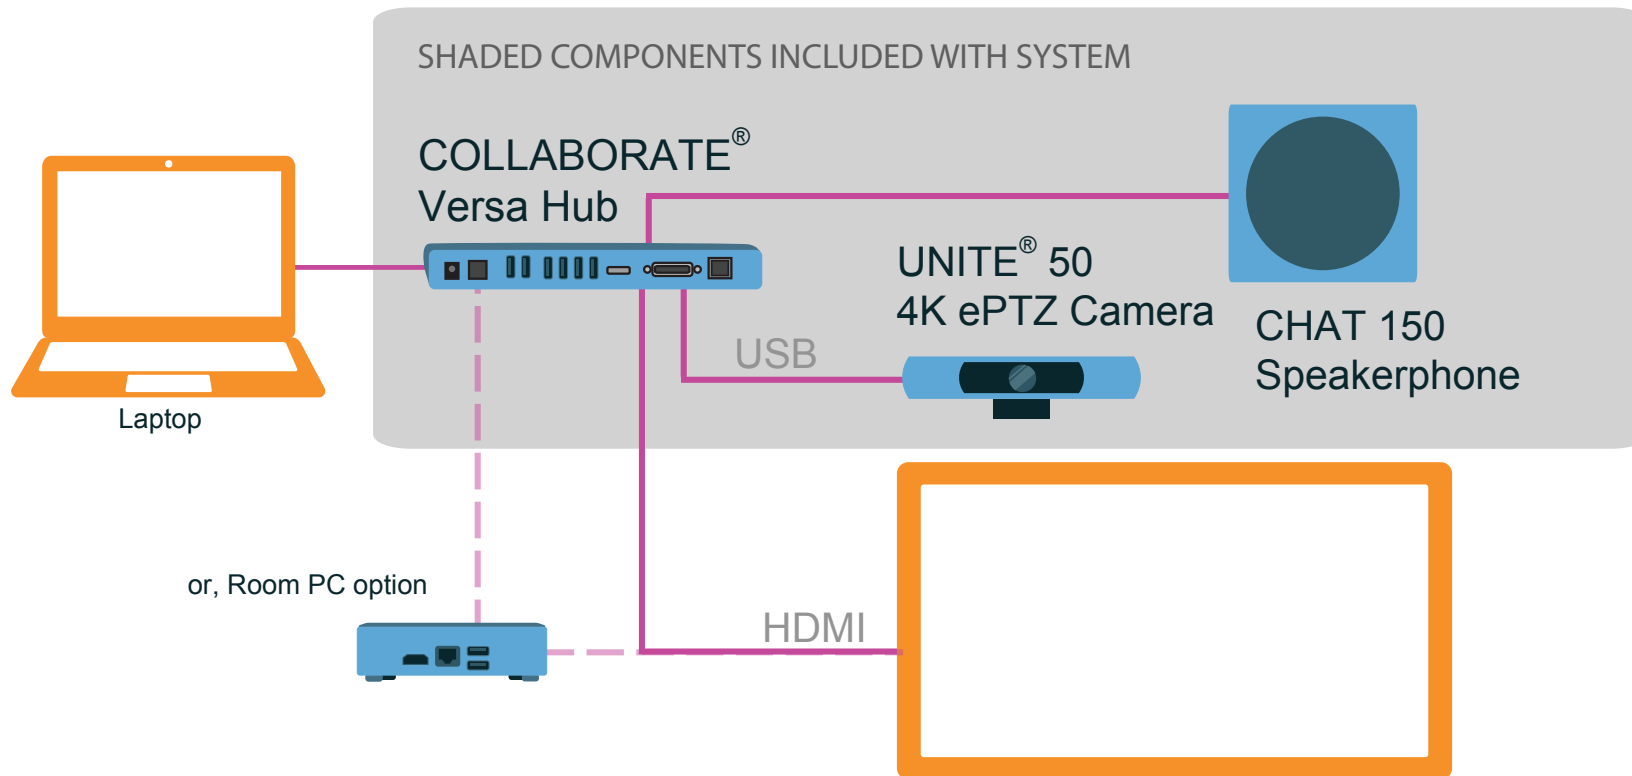 SHADED COMPONENTS INCLUDED WITH SYSTEM
COLLABORATE®
Versa Hub
UNITE® 50
4K ePTZ Camera
CHAT 150
Speakerphone
USB
Laptop
or, Room PC option
HDMI